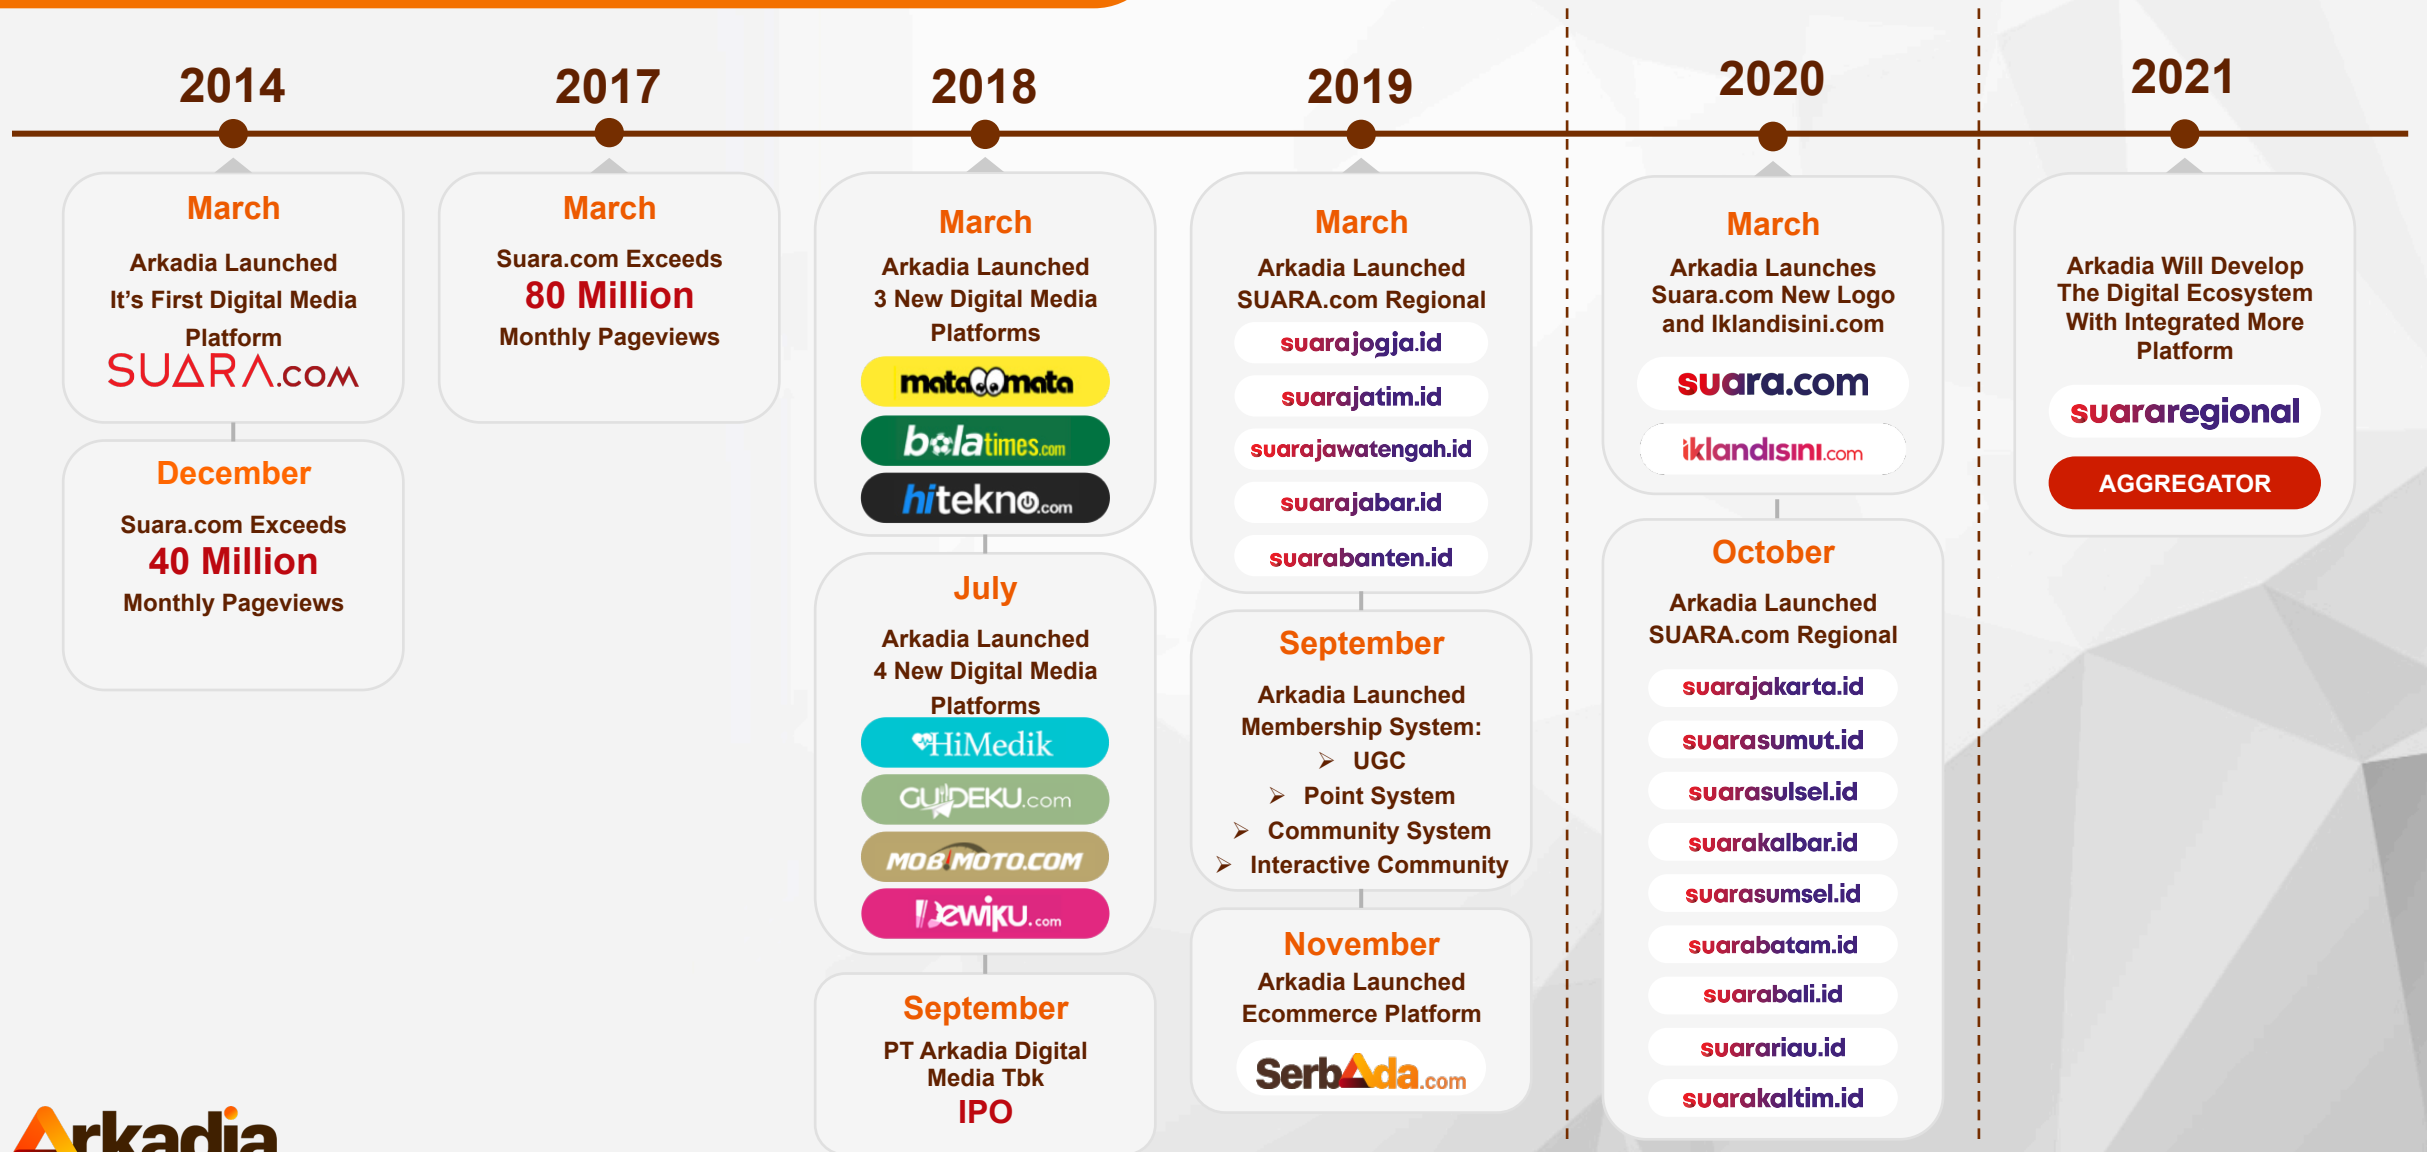 2014
March
Arkadia Launched
It's First Digital Media
Platform
SUARA.COM
December
Suara.com Exceeds
40 Million
Monthly Pageviews
2017
March
Suara.com Exceeds
80 Million
Monthly Pageviews
2018
March
Arkadia Launched
3 New Digital Media
Platforms
matamata
bolatimes.com
hitekno.com
July
Arkadia Launched
4 New Digital Media
Platforms
HiMedik
GUIDEKU.com
MOBIMOTO.COM
Dewiku.com
September
PT Arkadia Digital
Media Tbk
IPO
2019
March
Arkadia Launched
SUARA.com Regional
suarajogja.id
suarajatim.id
suarajawatengah.id
suarajabar.id
suarabanten.id
September
Arkadia Launched
Membership System:
➢ UGC
➢ Point System
➢ Community System
➢ Interactive Community
November
Arkadia Launched
Ecommerce Platform
SerbAda.com
2020
March
Arkadia Launches
Suara.com New Logo
and Iklandisini.com
suara.com
iklandisini.com
October
Arkadia Launched
SUARA.com Regional
suarajakarta.id
suarasumut.id
suarasulsel.id
suarakalbar.id
suarasumsel.id
suarabatam.id
suarabali.id
suarariau.id
suarakaltim.id
2021
Arkadia Will Develop
The Digital Ecosystem
With Integrated More
Platform
suararegional
AGGREGATOR
Arkadia